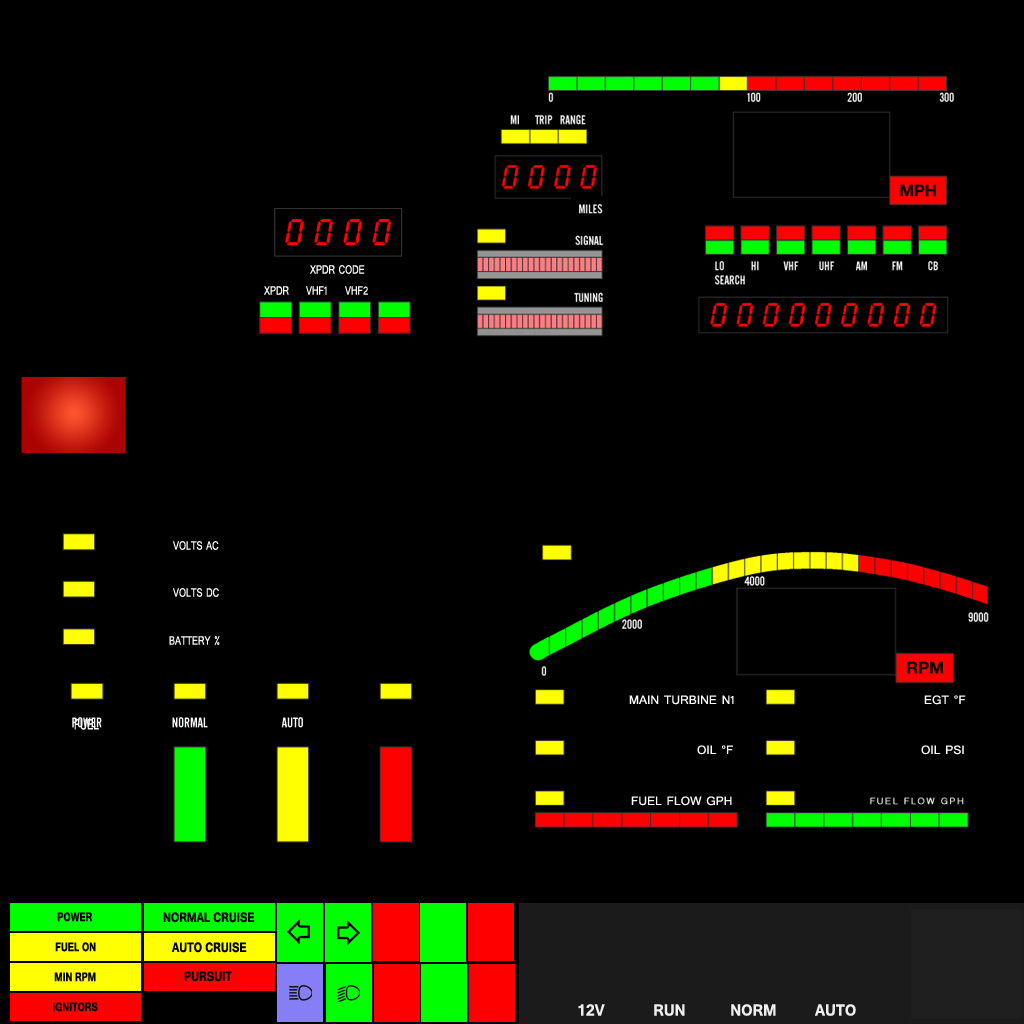 0 100 200 300
MI TRIP RANGE
0000
MPH
MILES
0000
SIGNAL
XPDR CODE
LO HI VHF UHF AM FM CB
SEARCH
XPDR VHF1 VHF2
TUNING
000000000
VOLTS AC
VOLTS DC
BATTERY %
4000
2000
9000
0
RPM
POWER
FUEL
NORMAL
AUTO
MAIN TURBINE N1
EGT °F
OIL °F
OIL PSI
FUEL FLOW GPH
FUEL FLOW GPH
POWER
NORMAL CRUISE
FUEL ON
AUTO CRUISE
MIN RPM
PURSUIT
IGNITORS
12V RUN NORM AUTO